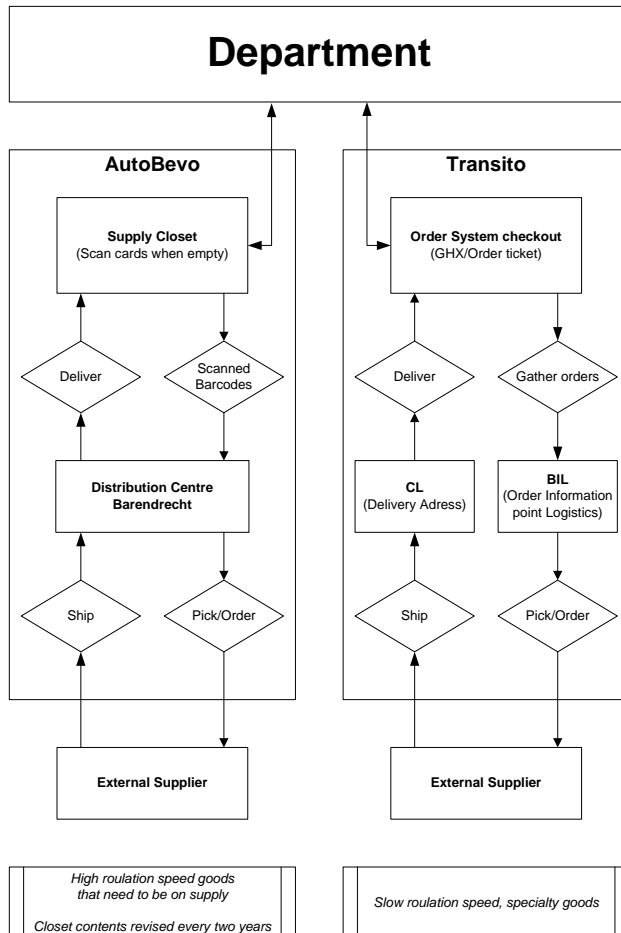 Department
AutoBevo
Supply Closet
(Scan cards when empty)
Deliver
Scanned
Barcodes
Distribution Centre
Barendrecht
Ship
Pick/Order
External Supplier
High roulation speed goods
that need to be on supply
Closet contents revised every two years
Transito
Order System checkout
(GHX/Order ticket)
Deliver
Gather orders
CL
(Delivery Adress)
BIL
(Order Information
point Logistics)
Ship
Pick/Order
External Supplier
Slow roulation speed, specialty goods